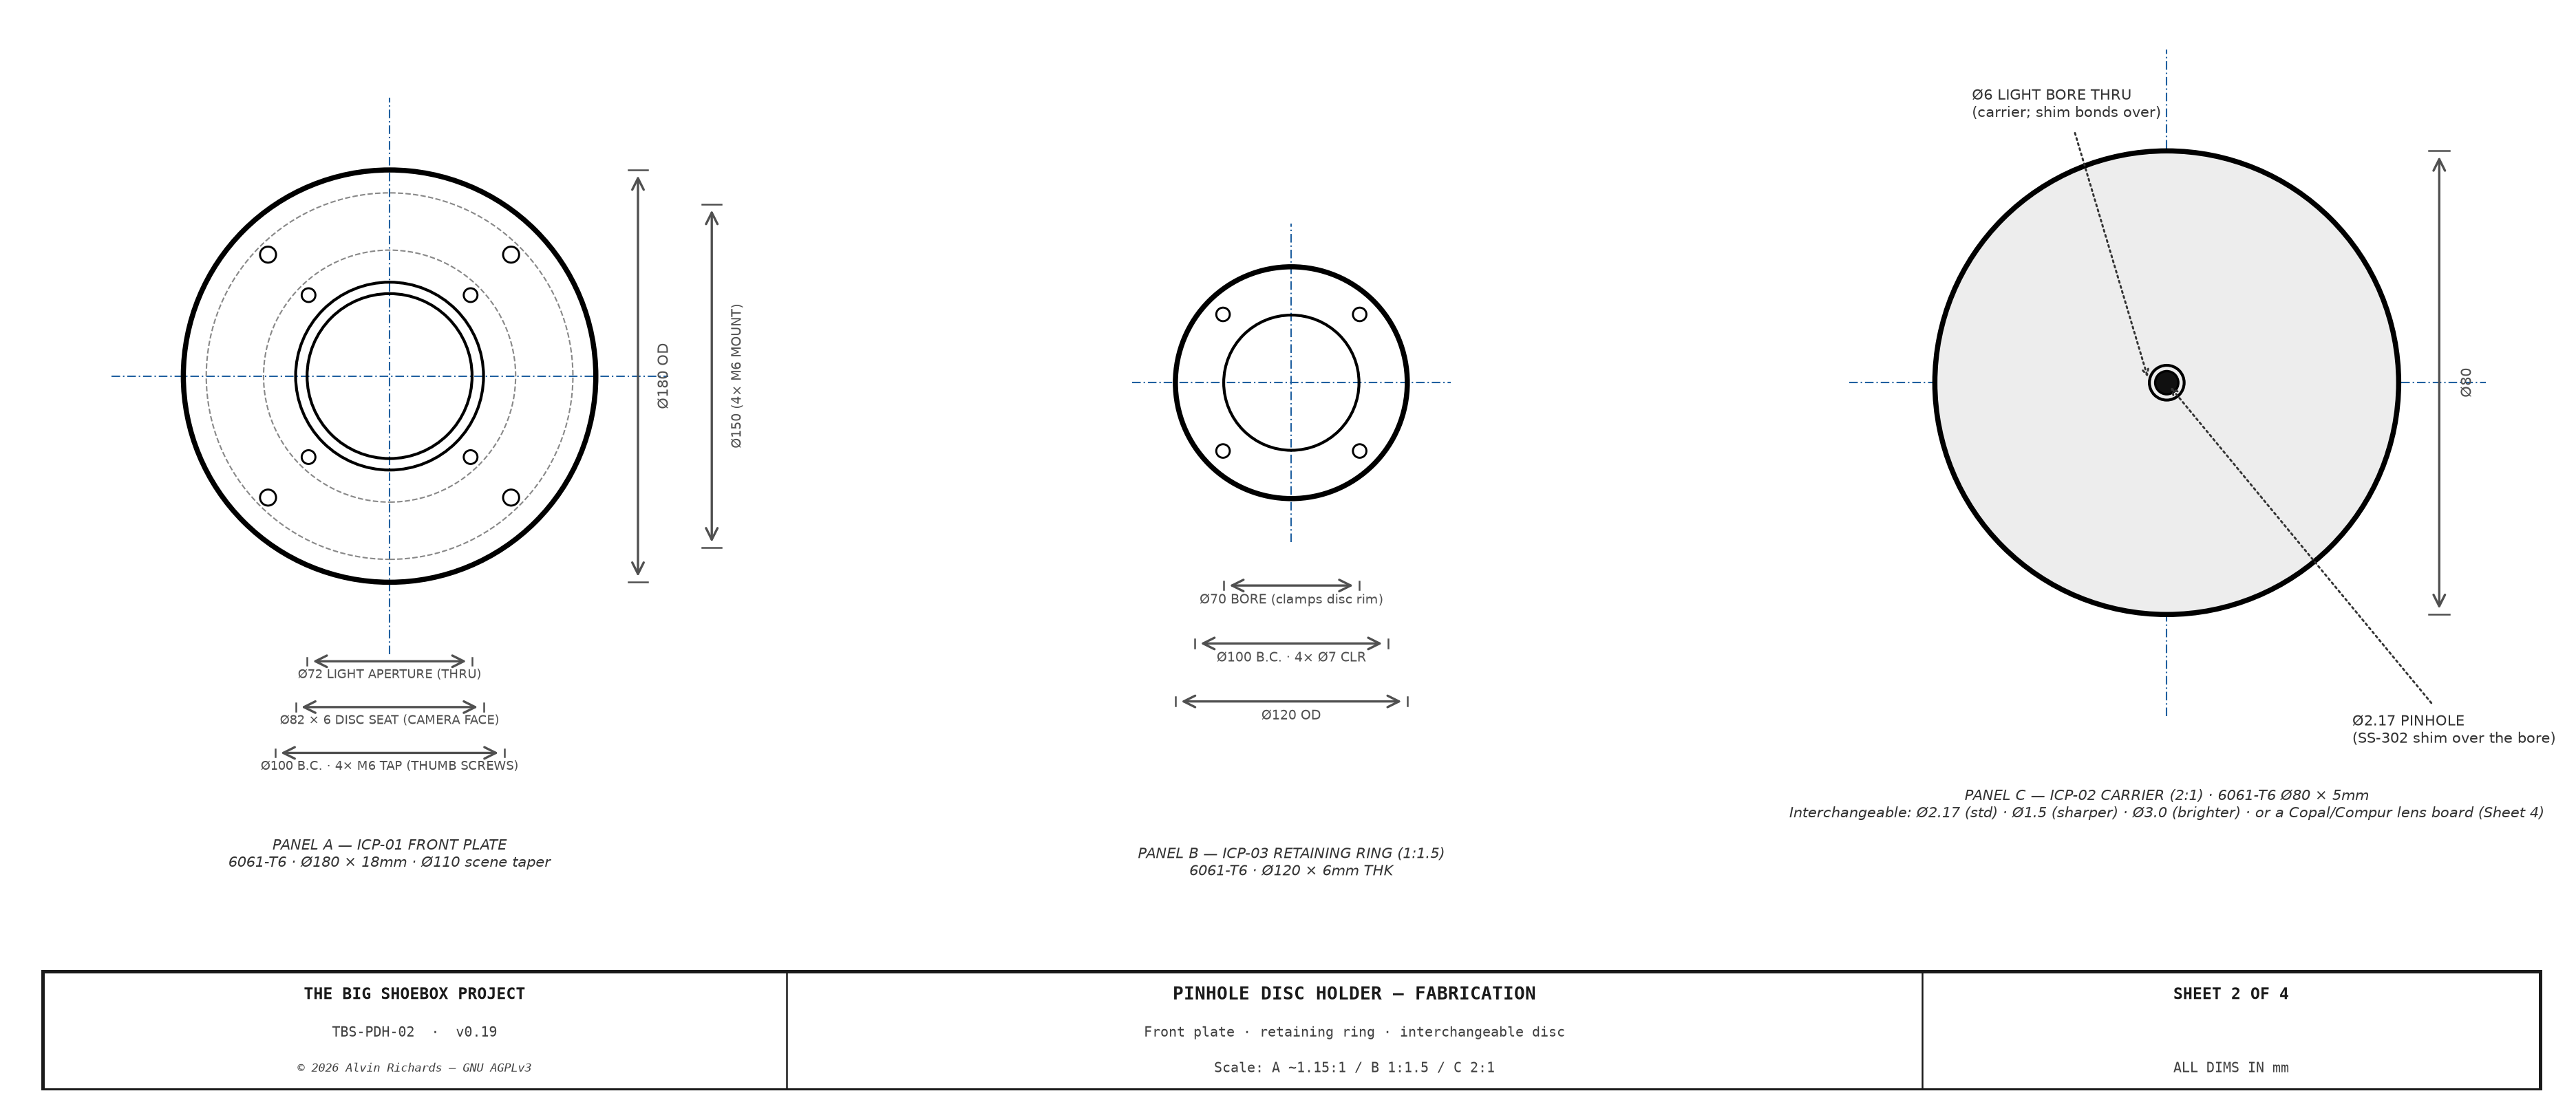 Ø180 OD
Ø150 (4× M6 MOUNT)
Ø72 LIGHT APERTURE (THRU)
Ø82 × 6 DISC SEAT (CAMERA FACE)
Ø100 B.C. · 4× M6 TAP (THUMB SCREWS)
PANEL A — ICP-01 FRONT PLATE
6061-T6 · Ø180 × 18mm · Ø110 scene taper
Ø70 BORE (clamps disc rim)
Ø100 B.C. · 4× Ø7 CLR
Ø120 OD
PANEL B — ICP-03 RETAINING RING (1:1.5)
6061-T6 · Ø120 × 6mm THK
Ø6 LIGHT BORE THRU
(carrier; shim bonds over)
Ø80
Ø2.17 PINHOLE
(SS-302 shim over the bore)
PANEL C — ICP-02 CARRIER (2:1) · 6061-T6 Ø80 × 5mm
Interchangeable: Ø2.17 (std) · Ø1.5 (sharper) · Ø3.0 (brighter) · or a Copal/Compur lens board (Sheet 4)
THE BIG SHOEBOX PROJECT
TBS-PDH-02 · v0.19
© 2026 Alvin Richards — GNU AGPLv3
PINHOLE DISC HOLDER — FABRICATION
Front plate · retaining ring · interchangeable disc
Scale: A ~1.15:1 / B 1:1.5 / C 2:1
SHEET 2 OF 4
ALL DIMS IN mm